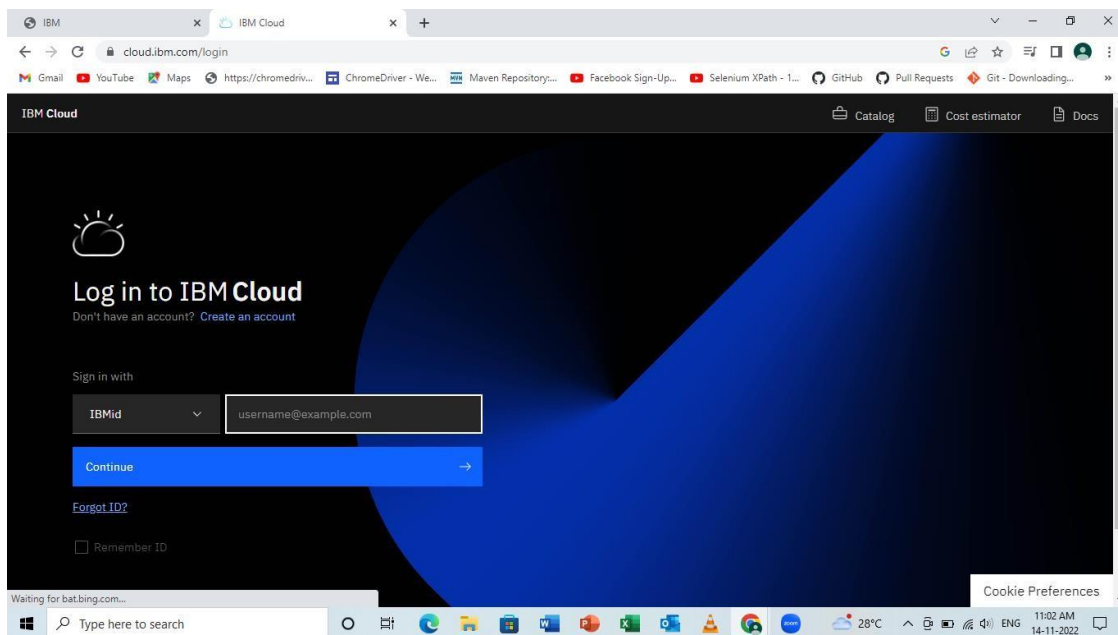 IBM
IBM Cloud
cloud.ibm.com/login
Gmail YouTube Maps https://chromedriv... ChromeDriver - We... Maven Repository:... Facebook Sign-Up... Selenium XPath - 1... GitHub Pull Requests Git - Downloading... »
IBM Cloud Catalog Cost estimator Docs
Log in to IBM Cloud
Don't have an account? Create an account
Sign in with
IBMid username@example.com
Continue
Forgot ID?
Remember ID
Cookie Preferences
Waiting for bat.bing.com...
Type here to search 28°C ENG 11:02 AM
14-11-2022